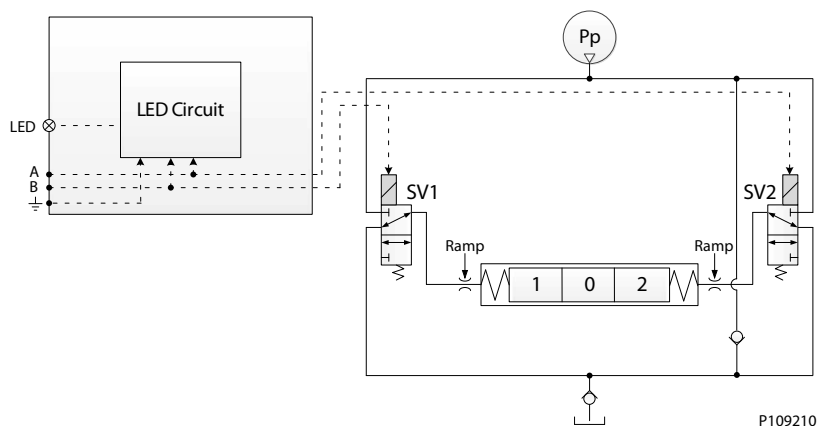 Pp
LED Circuit
LED
A
B
SV1
SV2
Ramp
Ramp
1 0 2
P109210